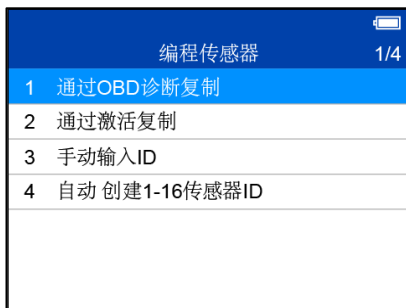 编程传感器 1/4
1 通过OBD诊断复制
2 通过激活复制
3 手动输入ID
4 自动 创建1-16传感器ID